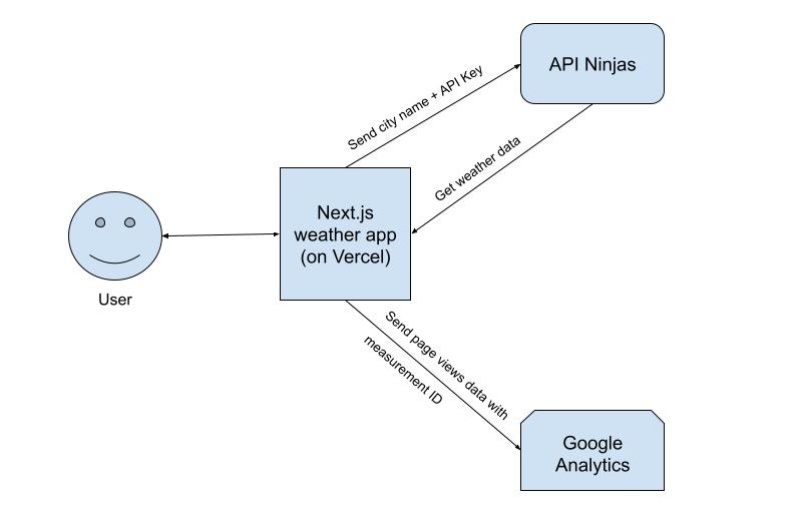 API Ninjas
Send city name + API Key
Get weather data
Next.js
weather app
(on Vercel)
User
Send page views data with
measurement ID
Google
Analytics